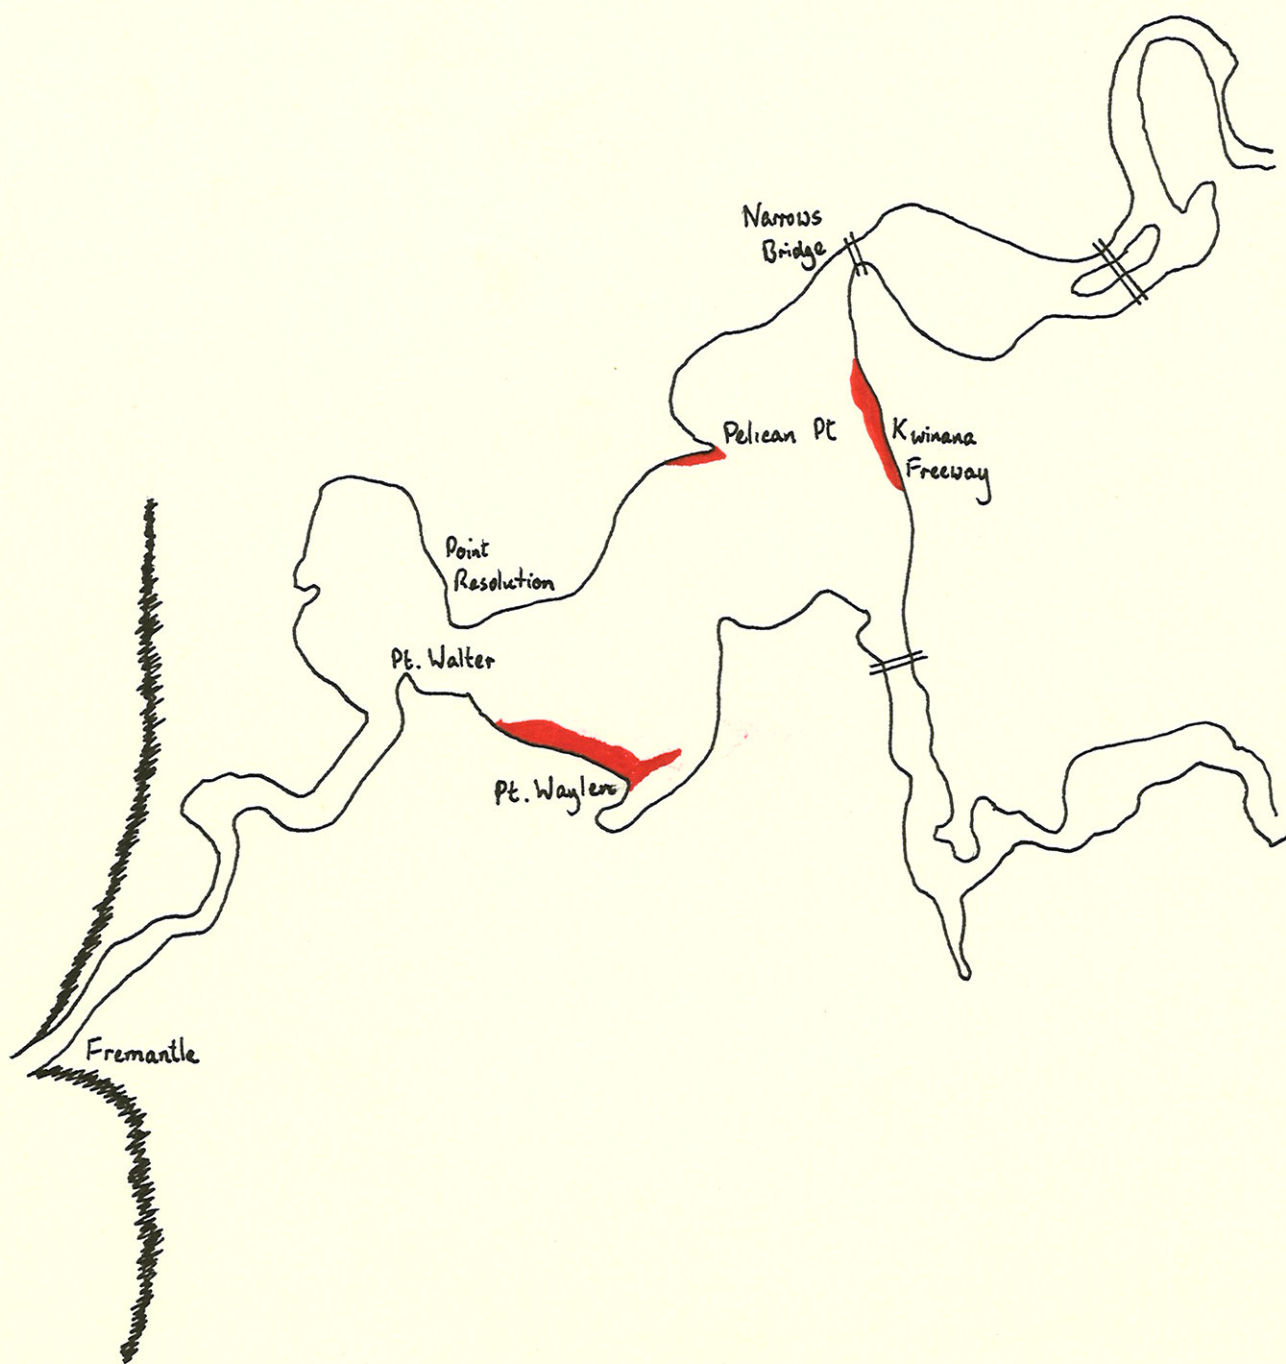 Narrows
Bridge
Pelican Pt
Kwinana
Freeway
Point
Resolution
Pt. Walter
Pt. Waylen
Fremantle